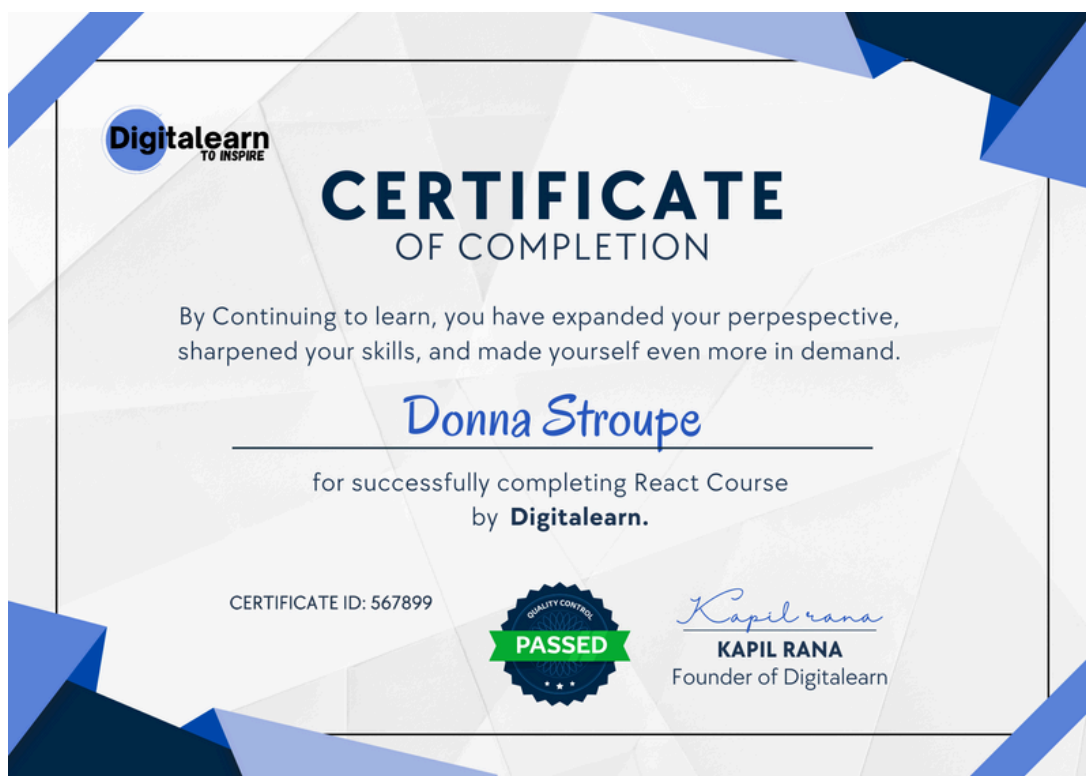 Digitalearn
TO INSPIRE
CERTIFICATE
OF COMPLETION
By Continuing to learn, you have expanded your perpespective,
sharpened your skills, and made yourself even more in demand.
Donna Stroupe
for successfully completing React Course
by Digitalearn.
CERTIFICATE ID: 567899
QUALITY CONTROL
PASSED
Kapil rana
KAPIL RANA
Founder of Digitalearn